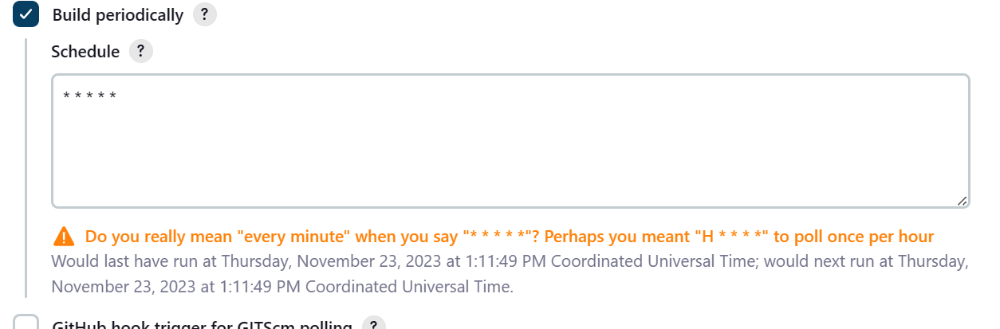 Build periodically ?
Schedule ?
* * * * *
Do you really mean "every minute" when you say "* * * * *"? Perhaps you meant "H * * * *" to poll once per hour
Would last have run at Thursday, November 23, 2023 at 1:11:49 PM Coordinated Universal Time; would next run at Thursday,
November 23, 2023 at 1:11:49 PM Coordinated Universal Time.
GitHub hook trigger for GITScm polling ?